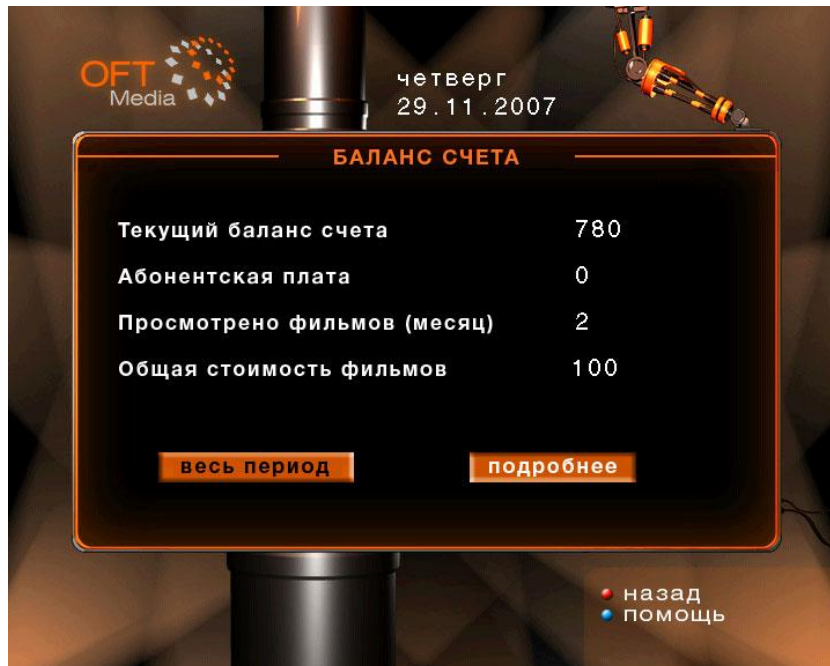 OFT
Media
четверг
29.11.2007
БАЛАНС СЧЕТА
Текущий баланс счета 780
Абонентская плата 0
Просмотрено фильмов (месяц) 2
Общая стоимость фильмов 100
весь период подробнее
назад
помощь